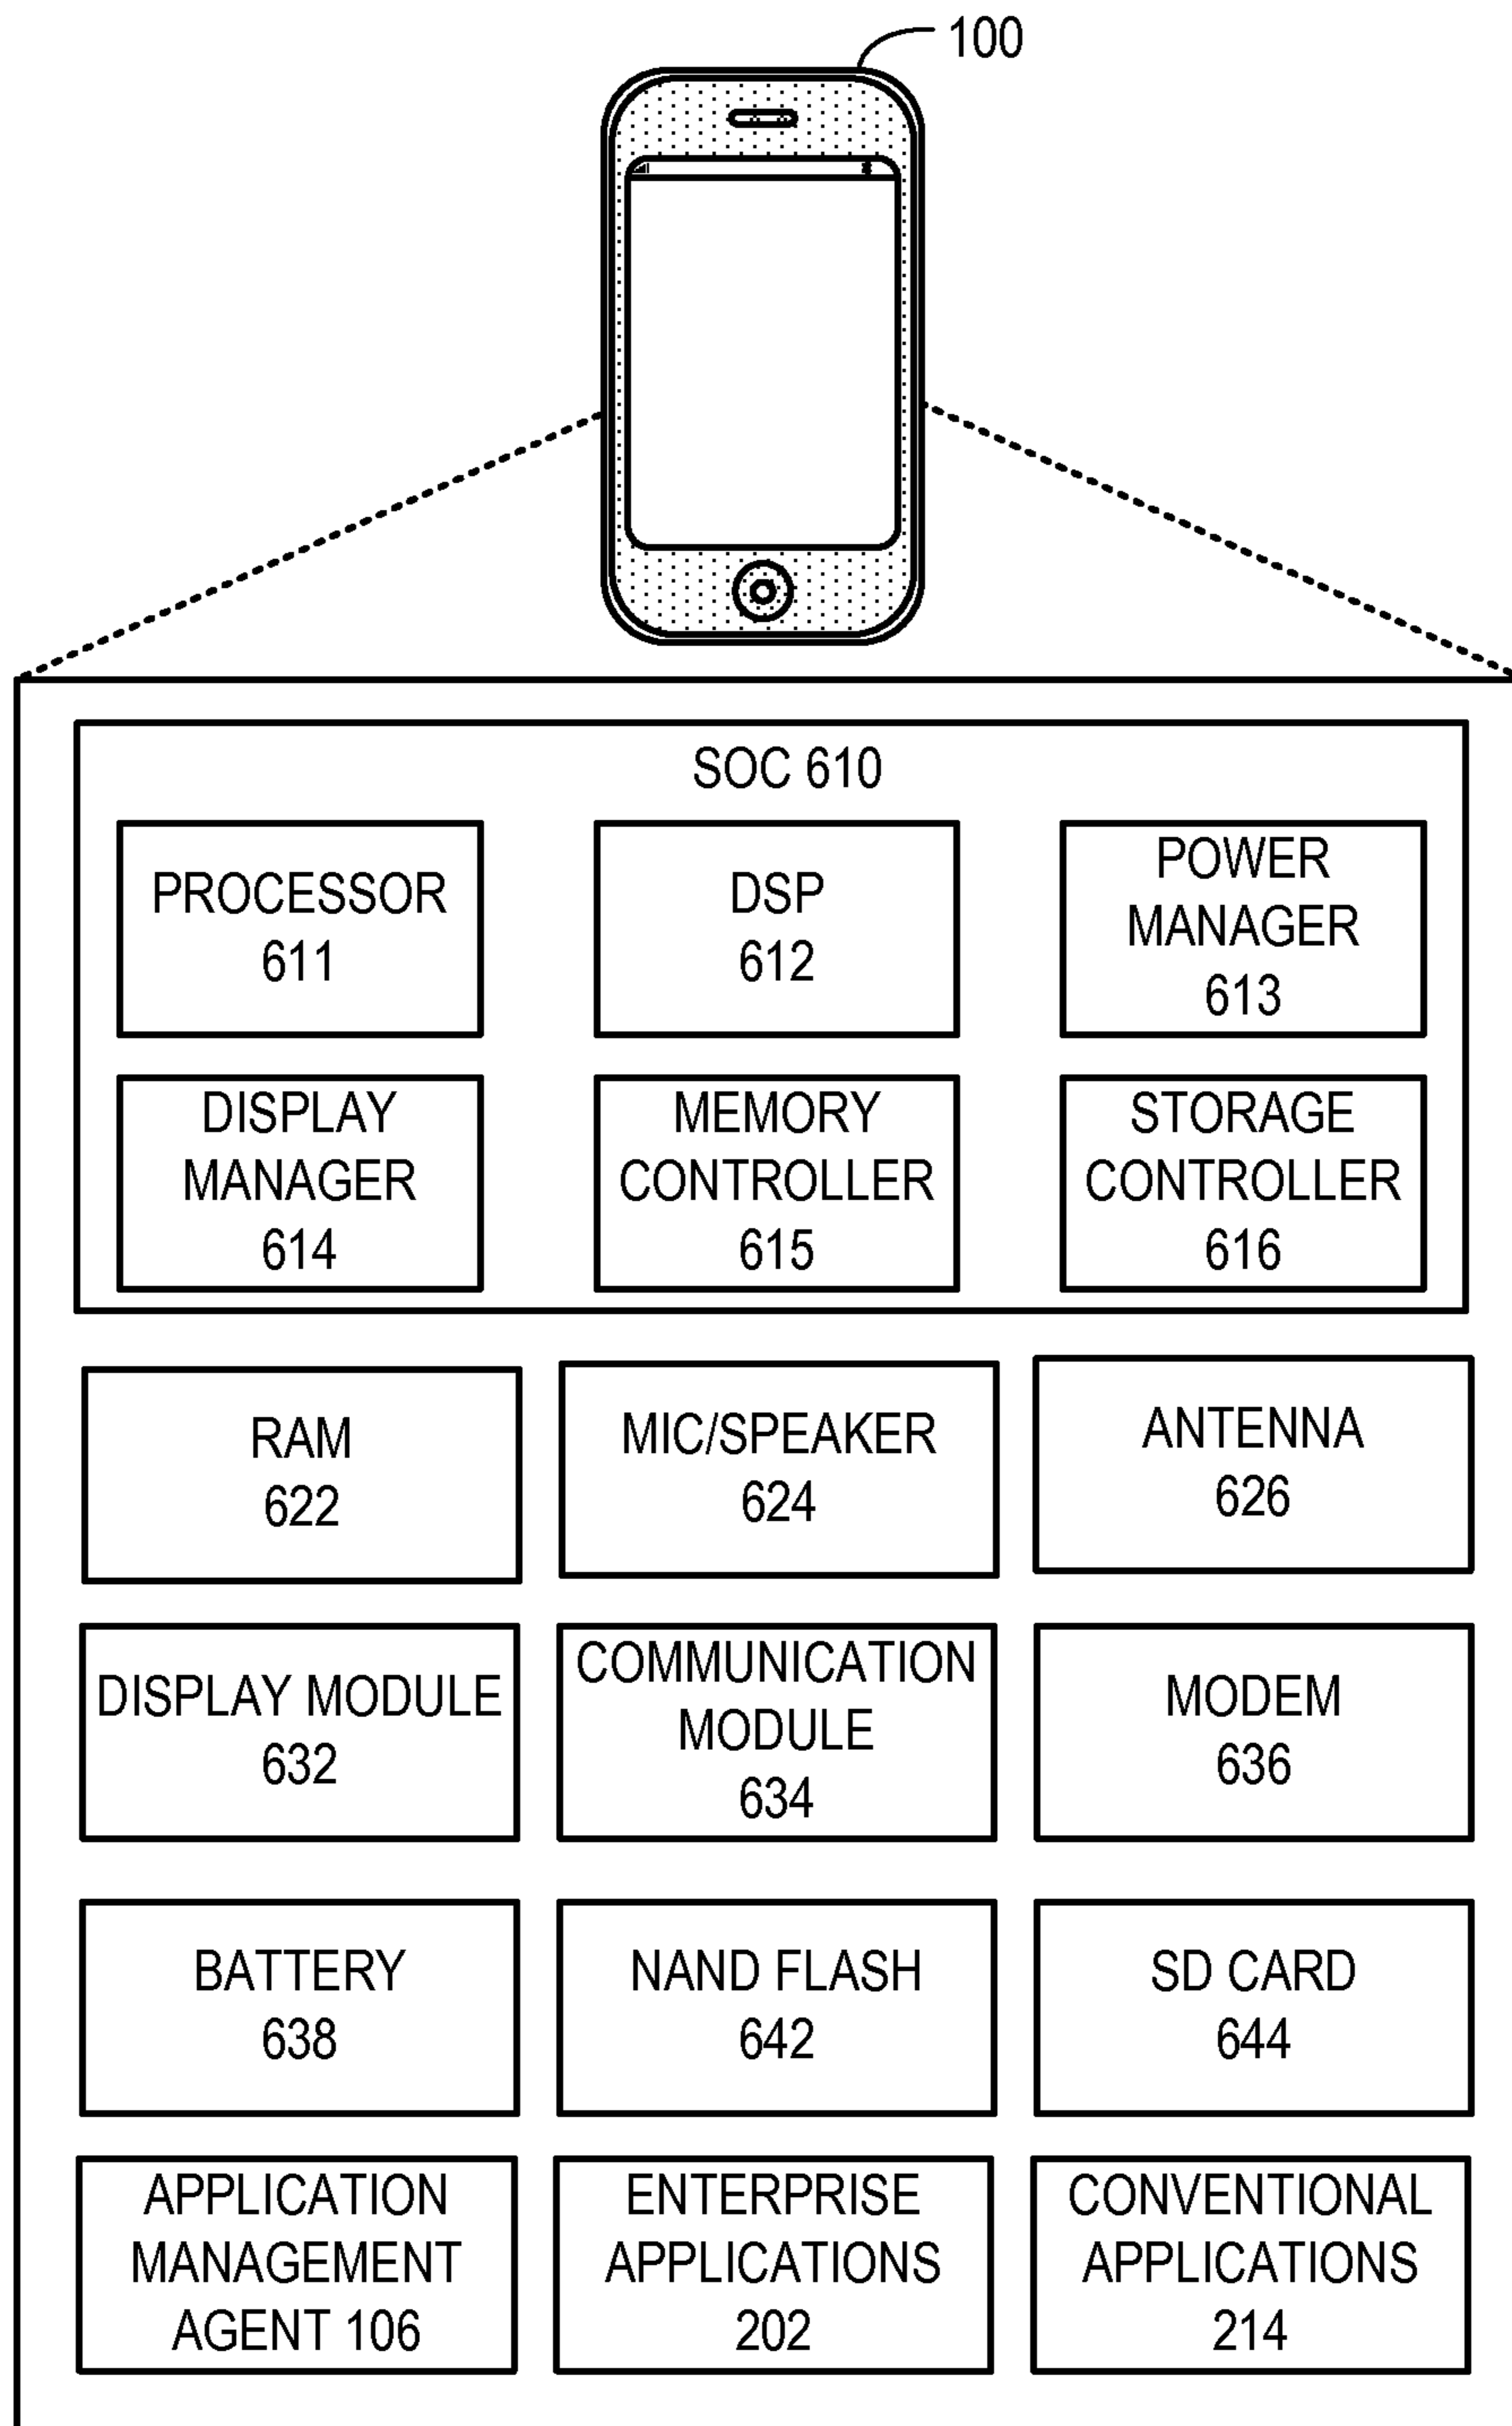 100
SOC 610
PROCESSOR
611
DSP
612
POWER
MANAGER
613
DISPLAY
MANAGER
614
MEMORY
CONTROLLER
615
STORAGE
CONTROLLER
616
RAM
622
MIC/SPEAKER
624
ANTENNA
626
DISPLAY MODULE
632
COMMUNICATION
MODULE
634
MODEM
636
BATTERY
638
NAND FLASH
642
SD CARD
644
APPLICATION
MANAGEMENT
AGENT 106
ENTERPRISE
APPLICATIONS
202
CONVENTIONAL
APPLICATIONS
214